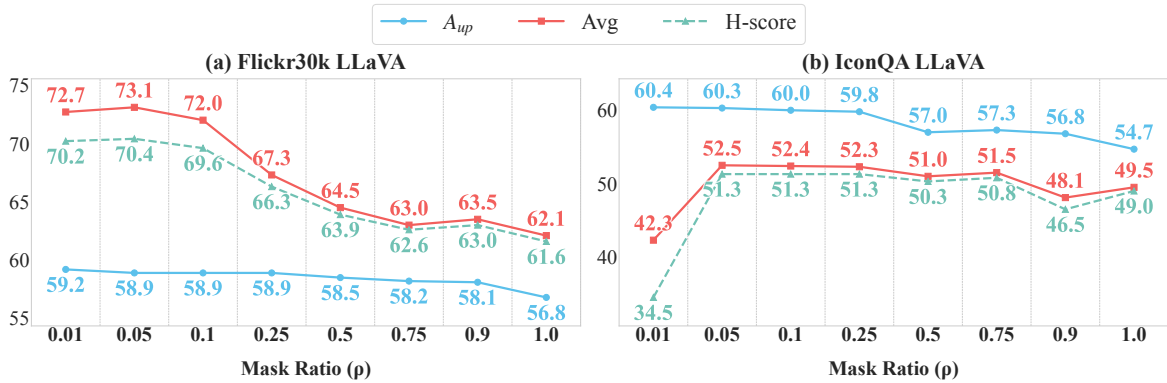 A_up Avg H-score
(a) Flickr30k LLaVA
75
70
65
60
55
72.7 73.1 72.0 67.3 64.5 63.0 63.5 62.1
70.2 70.4 69.6 66.3 63.9 62.6 63.0 61.6
59.2 58.9 58.9 58.9 58.5 58.2 58.1 56.8
0.01 0.05 0.1 0.25 0.5 0.75 0.9 1.0
Mask Ratio (ρ)
(b) IconQA LLaVA
60
50
40
60.4 60.3 60.0 59.8 57.0 57.3 56.8 54.7
42.3 52.5 52.4 52.3 51.0 51.5 48.1 49.5
34.5 51.3 51.3 51.3 50.3 50.8 46.5 49.0
0.01 0.05 0.1 0.25 0.5 0.75 0.9 1.0
Mask Ratio (ρ)